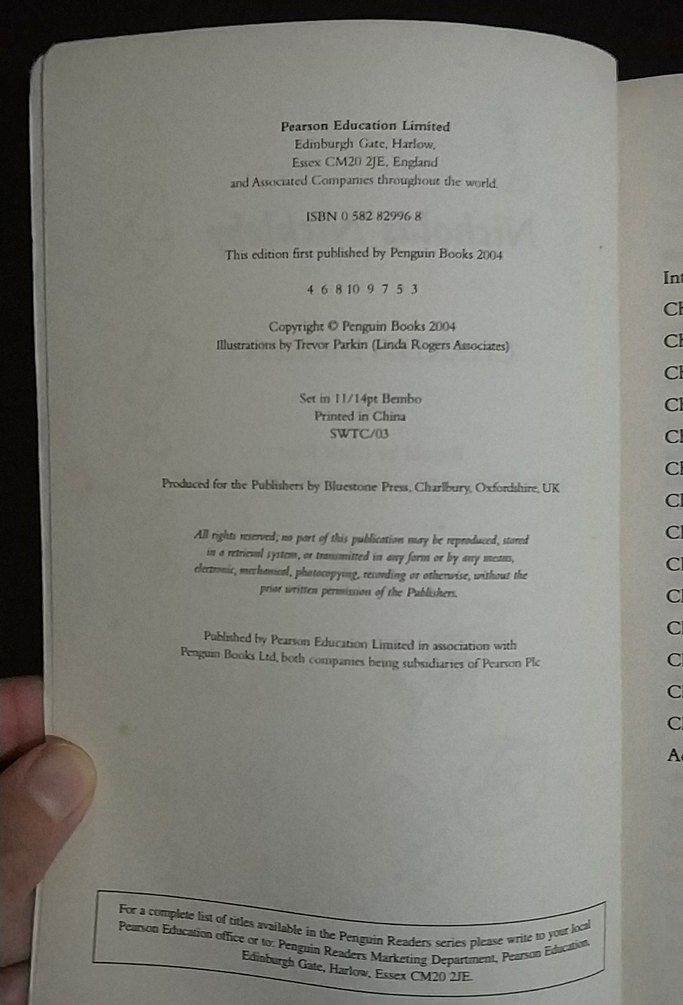 Pearson Education Limited
Edinburgh Gate, Harlow,
Essex CM20 2JE, England
and Associated Companies throughout the world.
ISBN 0 582 82996 8
This edition first published by Penguin Books 2004
4 6 8 10 9 7 5 3
Copyright © Penguin Books 2004
Illustrations by Trevor Parkin (Linda Rogers Associates)
Set in 11/14pt Bembo
Printed in China
SWTC/03
Produced for the Publishers by Bluestone Press, Charlbury, Oxfordshire, UK
All rights reserved; no part of this publication may be reproduced, stored
in a retrieval system, or transmitted in any form or by any means,
electronic, mechanical, photocopying, recording or otherwise, without the
prior written permission of the Publishers.
Published by Pearson Education Limited in association with
Penguin Books Ltd, both companies being subsidiaries of Pearson Plc
For a complete list of titles available in the Penguin Readers series please write to your local
Pearson Education office or to: Penguin Readers Marketing Department, Pearson Education,
Edinburgh Gate, Harlow, Essex CM20 2JE.